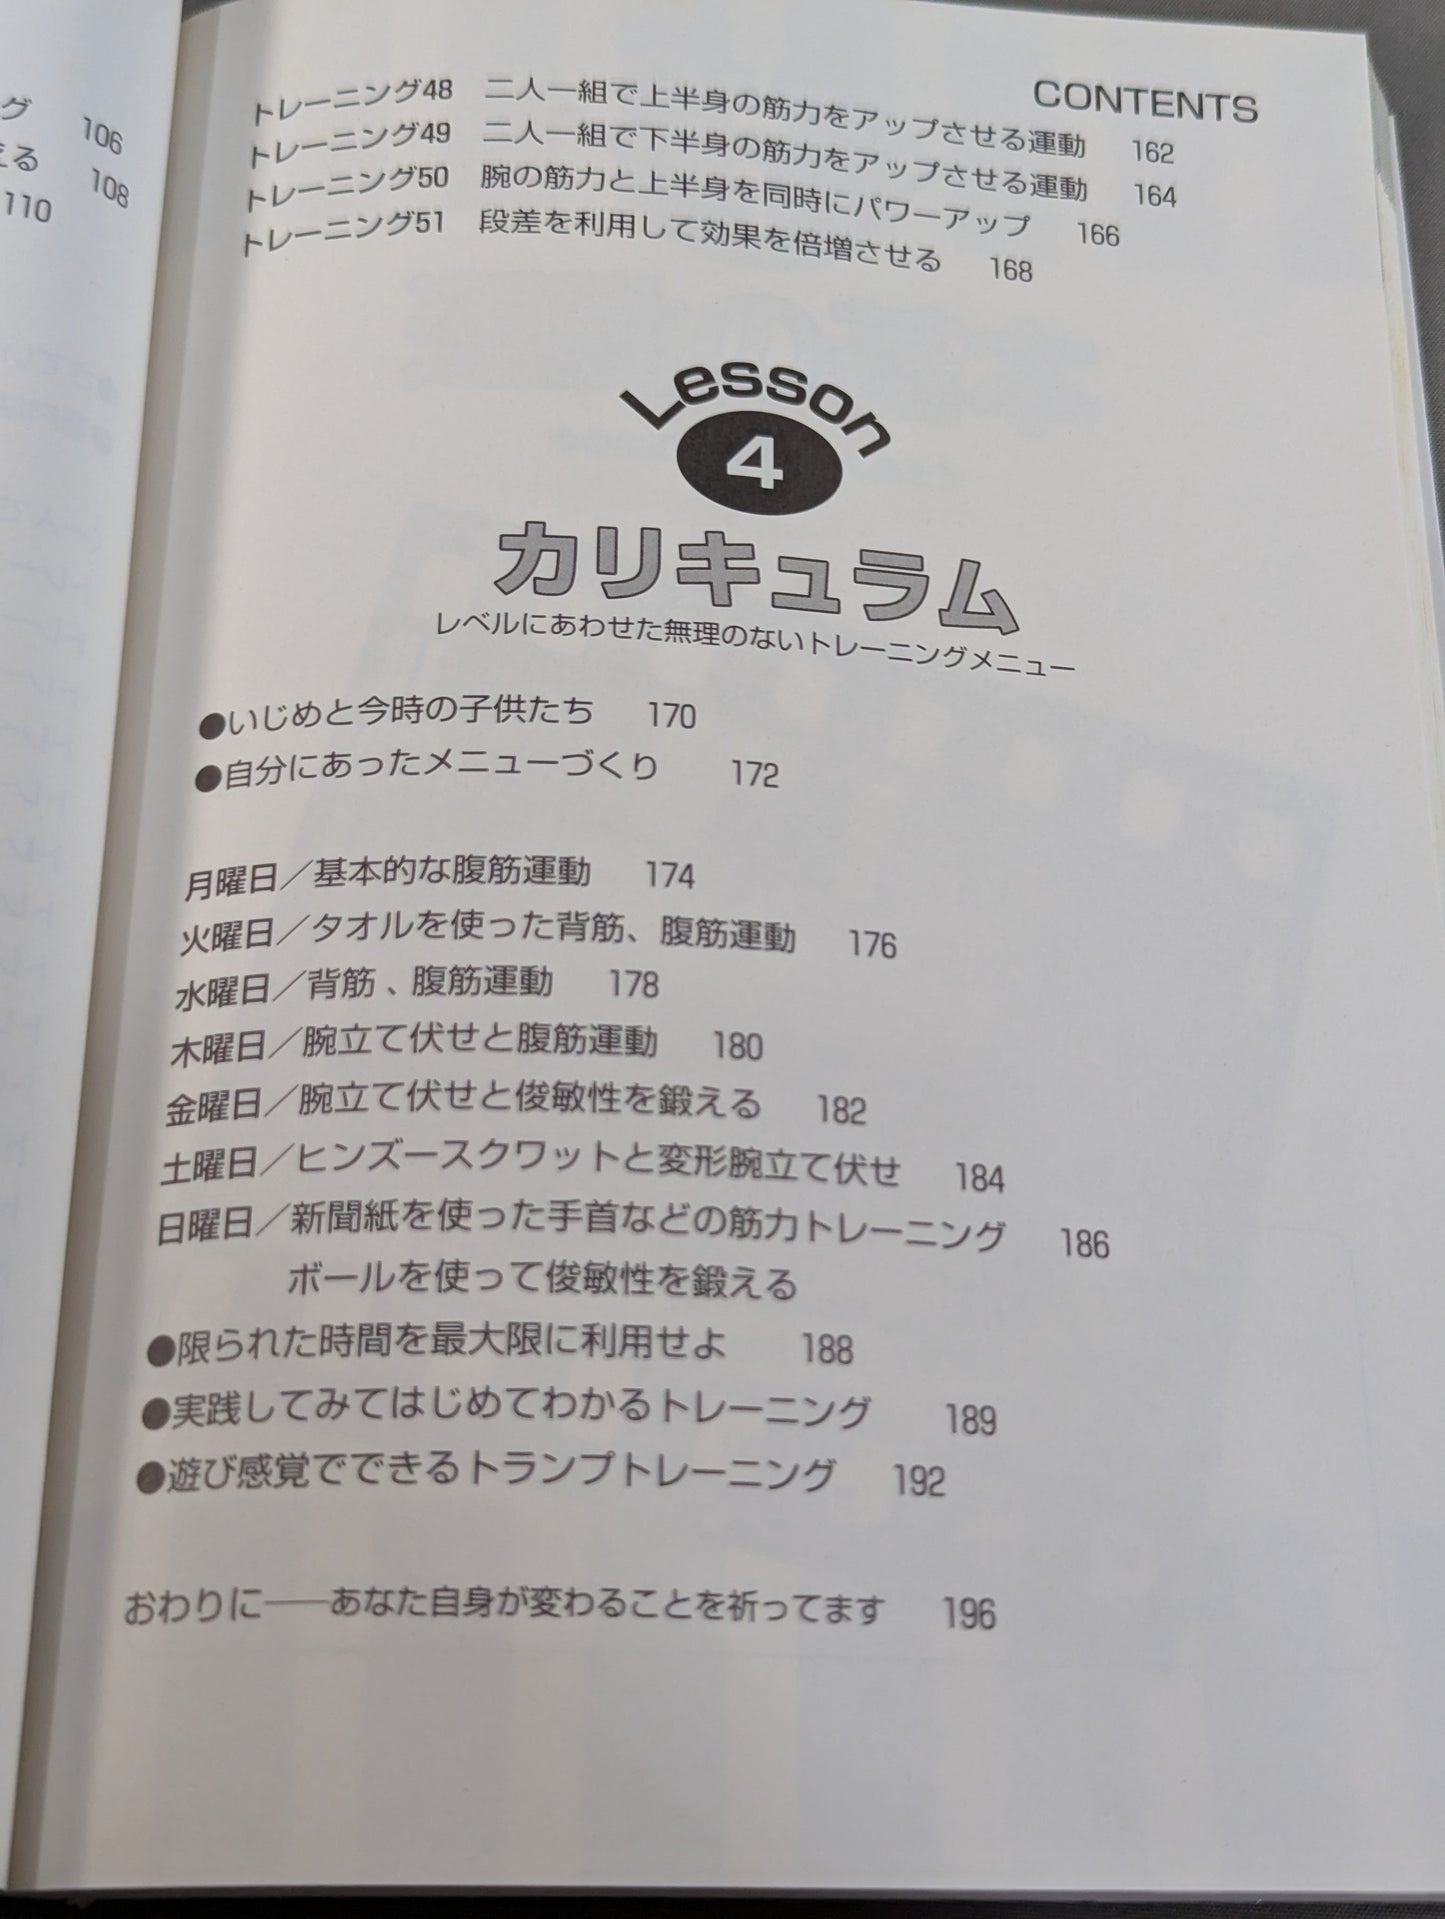 グ 106
える 108
110
CONTENTS
トレーニング48 二人一組で上半身の筋力をアップさせる運動 162
トレーニング49 二人一組で下半身の筋力をアップさせる運動 164
トレーニング50 腕の筋力と上半身を同時にパワーアップ 166
トレーニング51 段差を利用して効果を倍増させる 168
Lesson
4
カリキュラム
レベルにあわせた無理のないトレーニングメニュー
●いじめと今時の子供たち 170
●自分にあったメニューづくり 172
月曜日／基本的な腹筋運動 174
火曜日／タオルを使った背筋、腹筋運動 176
水曜日／背筋、腹筋運動 178
木曜日／腕立て伏せと腹筋運動 180
金曜日／腕立て伏せと俊敏性を鍛える 182
土曜日／ヒンズースクワットと変形腕立て伏せ 184
日曜日／新聞紙を使った手首などの筋力トレーニング 186
ボールを使って俊敏性を鍛える
●限られた時間を最大限に利用せよ 188
●実践してみてはじめてわかるトレーニング 189
●遊び感覚でできるトランプトレーニング 192
おわりに――あなた自身が変わることを祈ってます 196